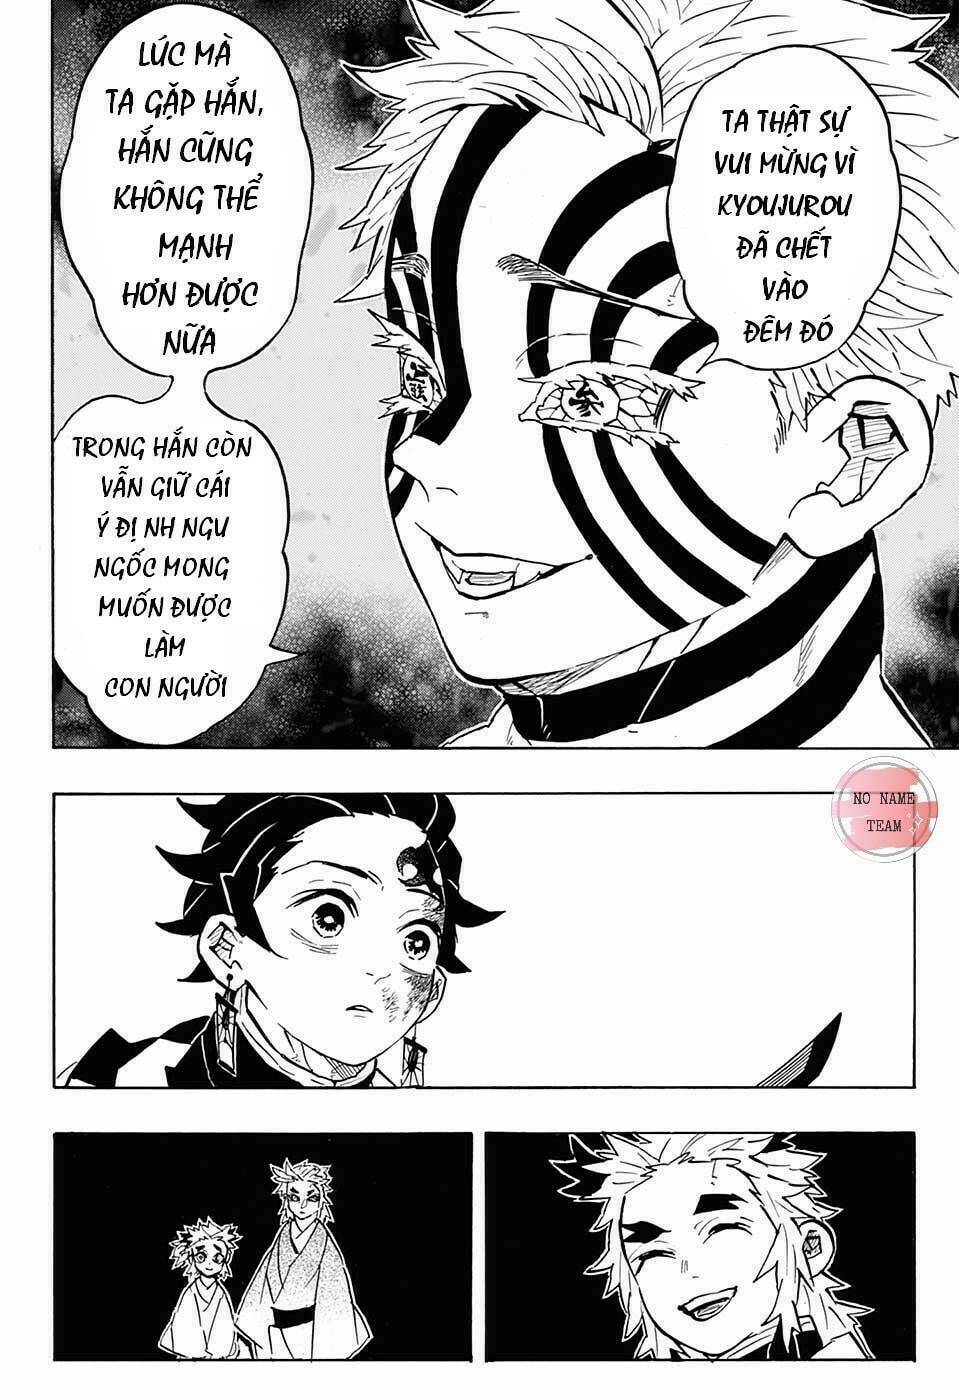 TA THẬT SỰ
VUI MỪNG VÌ
KYOUJUROU
ĐÃ CHẾT
VÀO
ĐÊM ĐÓ
LÚC MÀ
TA GẶP HẮN,
HẮN CŨNG
KHÔNG THỂ
MẠNH
HƠN ĐƯỢC
NỮA
TRONG HẮN CÒN
VẪN GIỮ CÁI
Ý ĐỊ NH NGU
NGỐC MONG
MUỐN ĐƯỢC
LÀM
CON NGƯỜI
NO NAME
TEAM